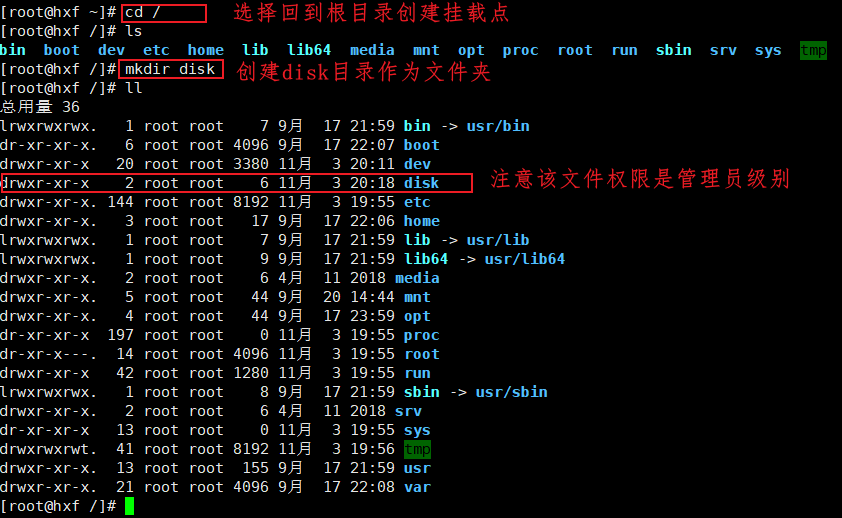 [root@hxf ~]# cd / 选择回到根目录创建挂载点
[root@hxf /]# ls
bin boot dev etc home lib lib64 media mnt opt proc root run sbin srv sys tmp
[root@hxf /]# mkdir disk 创建disk目录作为文件夹
[root@hxf /]# ll
总用量 36
lrwxrwxrwx. 1 root root 7 9月 17 21:59 bin -> usr/bin
dr-xr-xr-x. 6 root root 4096 9月 17 22:07 boot
drwxr-xr-x 20 root root 3380 11月 3 20:11 dev
drwxr-xr-x 2 root root 6 11月 3 20:18 disk 注意该文件权限是管理员级别
drwxr-xr-x. 144 root root 8192 11月 3 19:55 etc
drwxr-xr-x. 3 root root 17 9月 17 22:06 home
lrwxrwxrwx. 1 root root 7 9月 17 21:59 lib -> usr/lib
lrwxrwxrwx. 1 root root 9 9月 17 21:59 lib64 -> usr/lib64
drwxr-xr-x. 2 root root 6 4月 11 2018 media
drwxr-xr-x. 5 root root 44 9月 20 14:44 mnt
drwxr-xr-x. 4 root root 44 9月 17 23:59 opt
dr-xr-xr-x 197 root root 0 11月 3 19:55 proc
dr-xr-x---. 14 root root 4096 11月 3 19:55 root
drwxr-xr-x 42 root root 1280 11月 3 19:55 run
lrwxrwxrwx. 1 root root 8 9月 17 21:59 sbin -> usr/sbin
drwxr-xr-x. 2 root root 6 4月 11 2018 srv
dr-xr-xr-x 13 root root 0 11月 3 19:55 sys
drwxrwxrwt. 41 root root 8192 11月 3 19:56 tmp
drwxr-xr-x. 13 root root 155 9月 17 21:59 usr
drwxr-xr-x. 21 root root 4096 9月 17 22:08 var
[root@hxf /]#